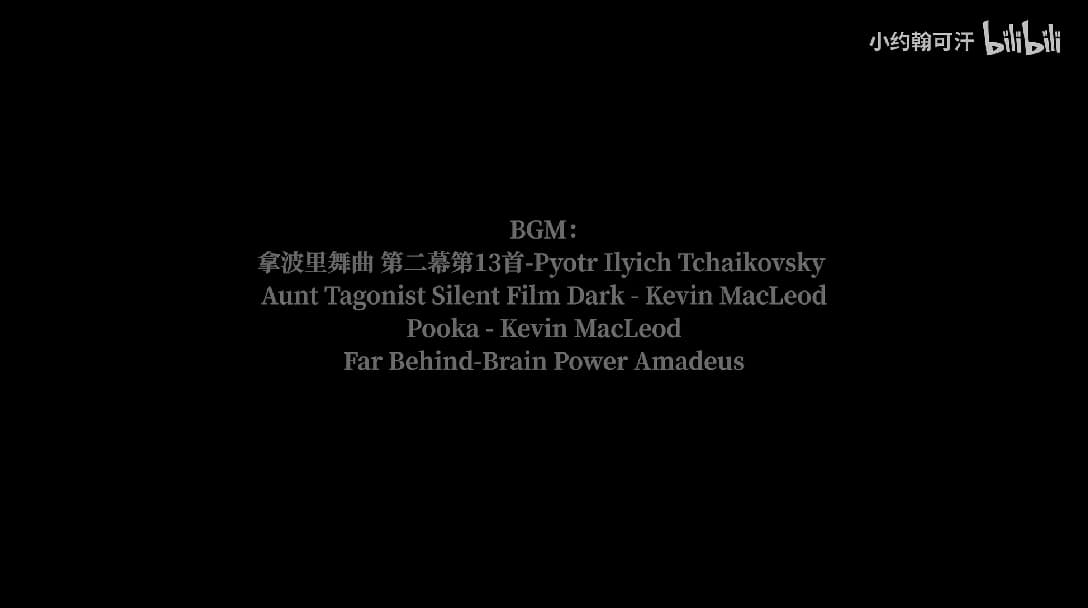 小约翰可汗 bilibili
BGM：
拿波里舞曲 第二幕第13首-Pyotr Ilyich Tchaikovsky
Aunt Tagonist Silent Film Dark - Kevin MacLeod
Pooka - Kevin MacLeod
Far Behind-Brain Power Amadeus